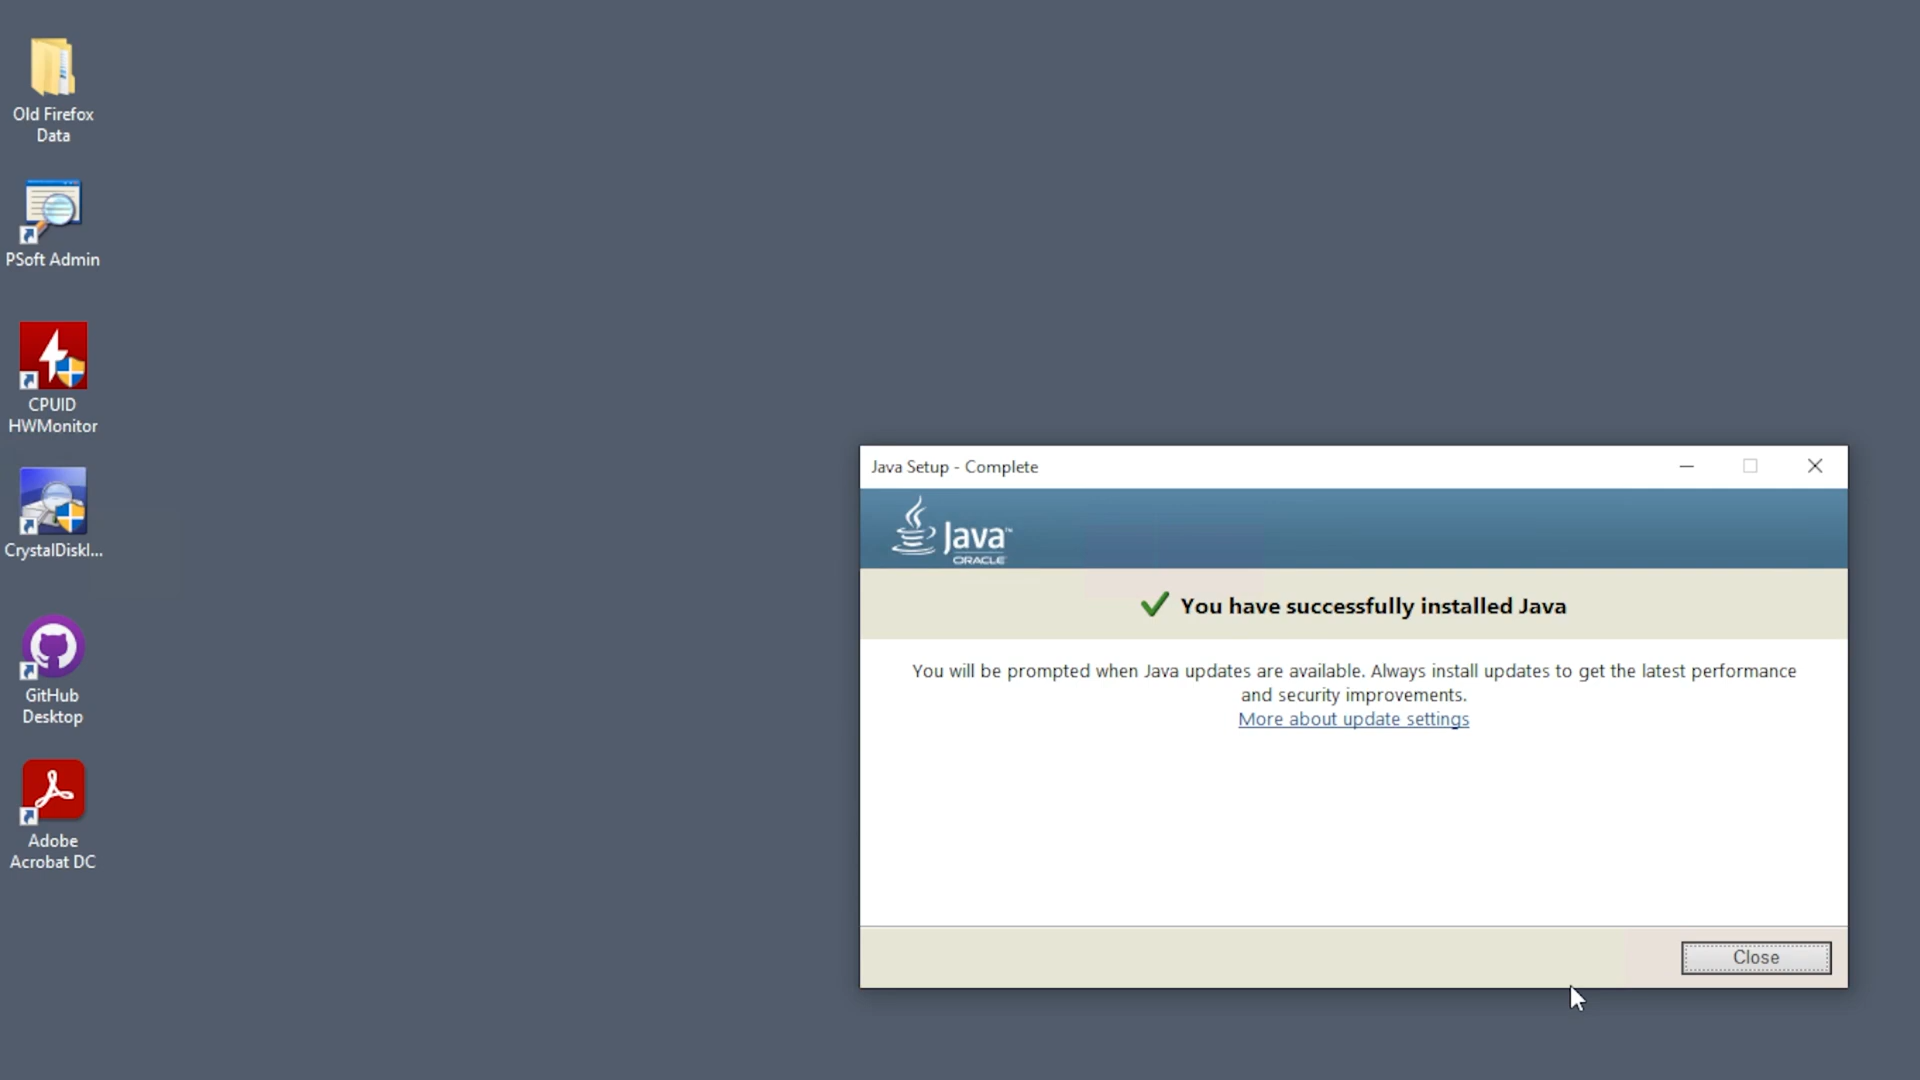 Old Firefox
Data
PSoft Admin
CPUID
HWMonitor
CrystalDiskI...
GitHub
Desktop
Adobe
Acrobat DC
Java Setup - Complete
Java™
ORACLE
You have successfully installed Java
You will be prompted when Java updates are available. Always install updates to get the latest performance
and security improvements.
More about update settings
Close